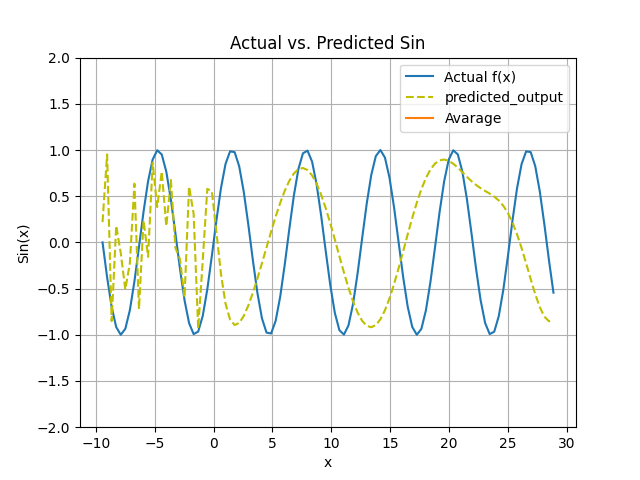 Actual vs. Predicted Sin
Actual f(x)
predicted_output
Avarage
2.0
1.5
1.0
0.5
0.0
−0.5
−1.0
−1.5
−2.0
Sin(x)
−10 −5 0 5 10 15 20 25 30
x